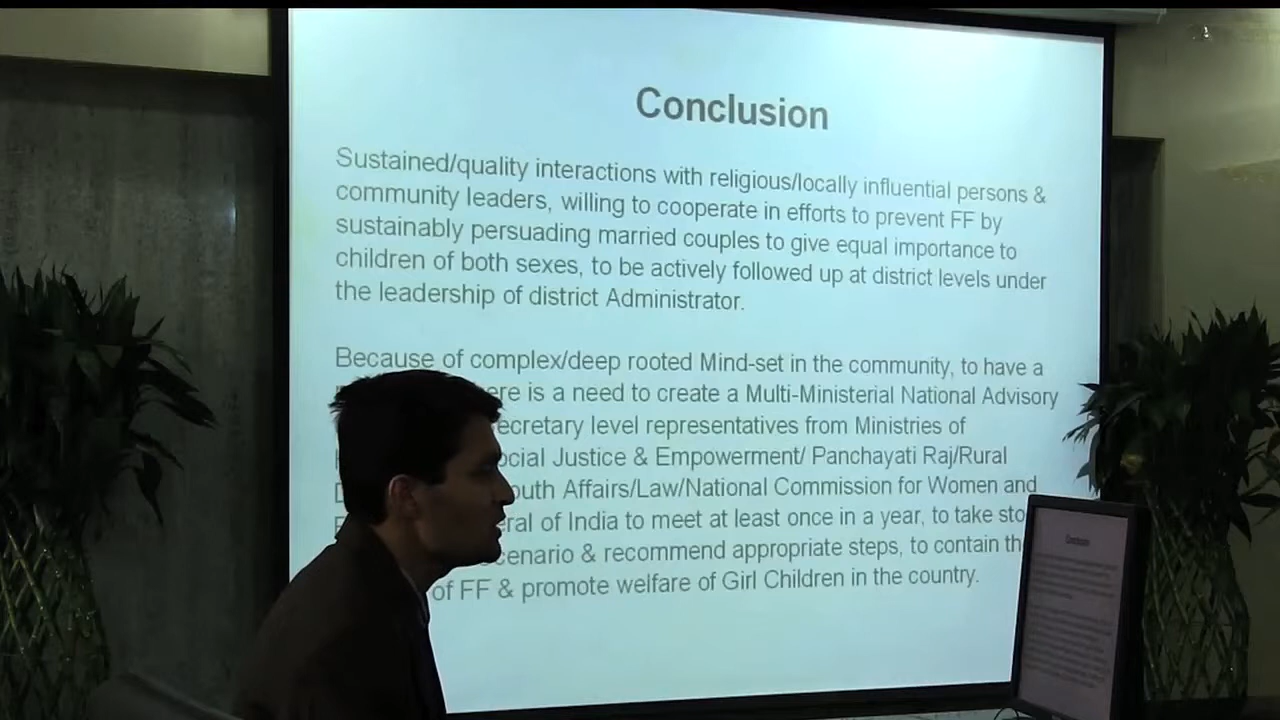 Conclusion
Sustained/quality interactions with religious/locally influential persons &
community leaders, willing to cooperate in efforts to prevent FF by
sustainably persuading married couples to give equal importance to
children of both sexes, to be actively followed up at district levels under
the leadership of district Administrator.
Because of complex/deep rooted Mind-set in the community, to have a
ere is a need to create a Multi-Ministerial National Advisory
ecretary level representatives from Ministries of
ocial Justice & Empowerment/ Panchayati Raj/Rural
outh Affairs/Law/National Commission for Women and
ral of India to meet at least once in a year, to take sto
cenario & recommend appropriate steps, to contain th
of FF & promote welfare of Girl Children in the country.
Conclusion